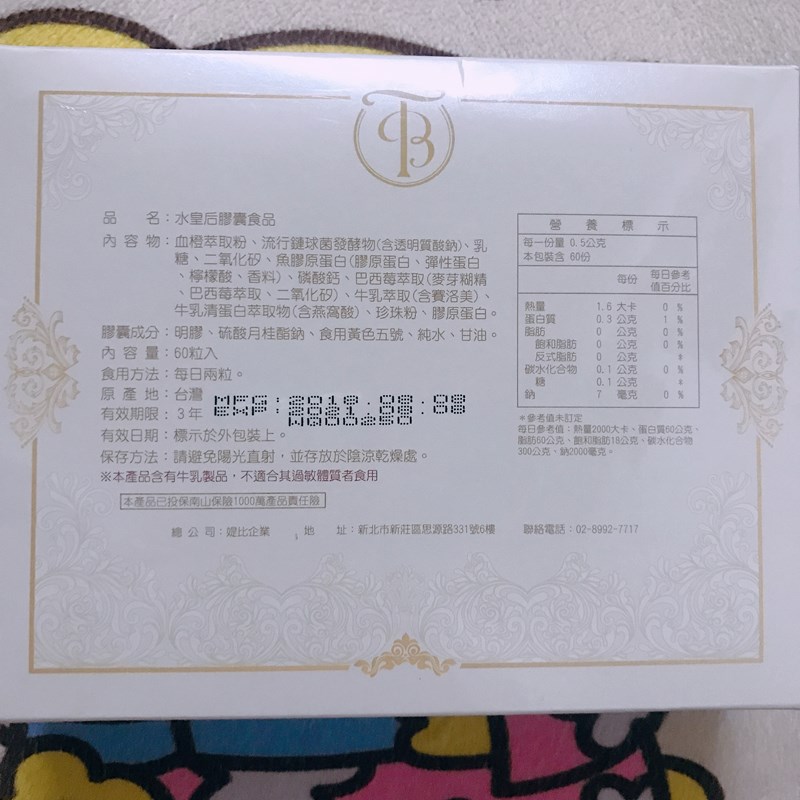 TB
品　　名：水皇后膠囊食品
內 容 物：血橙萃取粉、流行鏈球菌發酵物(含透明質酸鈉)、乳
糖、二氧化矽、魚膠原蛋白(膠原蛋白、彈性蛋白
、檸檬酸、香料)、磷酸鈣、巴西莓萃取(麥芽糊精
、巴西莓萃取、二氧化矽)、牛乳萃取(含賽洛美)、
牛乳清蛋白萃取物(含燕窩酸)、珍珠粉、膠原蛋白。
膠囊成分：明膠、硫酸月桂酯鈉、食用黃色五號、純水、甘油。
內 容 量：60粒入
食用方法：每日兩粒。
原 產 地：台灣
有效期限：3年
MFG:2018.08.08
EXP:2021.08.08
有效日期：標示於外包裝上。
保存方法：請避免陽光直射，並存放於陰涼乾燥處。
※本產品含有牛乳製品，不適合其過敏體質者食用
本產品已投保南山保險1000萬產品責任險
總 公 司：媞比企業　地　　址：新北市新莊區思源路331號6樓　聯絡電話：02-8992-7717
營 養 標 示
每一份量 0.5公克
本包裝含 60份
每份 每日參考
值百分比
熱量 1.6 大卡 0 %
蛋白質 0.3 公克 1 %
脂肪 0 公克 0 %
飽和脂肪 0 公克 0 %
反式脂肪 0 公克 *
碳水化合物 0.1 公克 0 %
糖 0.1 公克 *
鈉 7 毫克 0 %
*參考值未訂定
每日參考值：熱量2000大卡、蛋白質60公克、
脂肪60公克、飽和脂肪18公克、碳水化合物
300公克、鈉2000毫克。